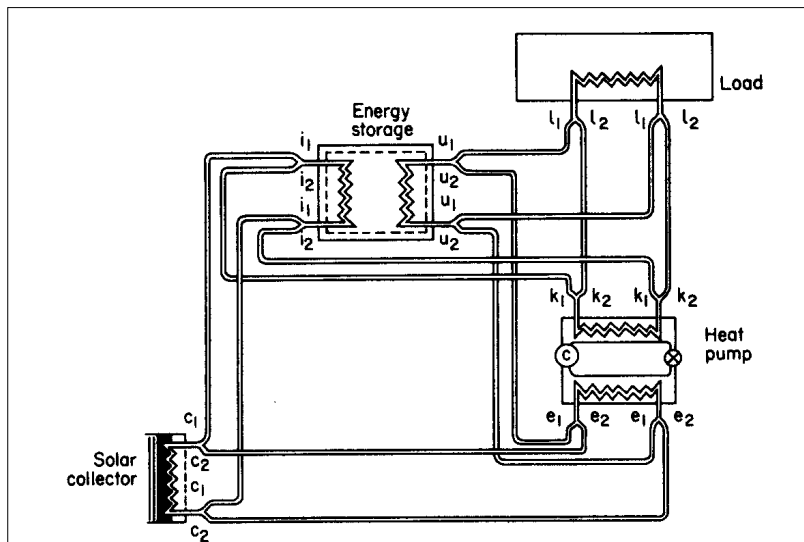 Load
l₁ l₂ l₁ l₂
Energy
storage
i₁
u₁
i₂
u₂
i₁
u₁
i₂
u₂
k₁ k₂ k₁ k₂
Heat
pump
C
e₁ e₂ e₁ e₂
c₁
Solar
collector
c₂
c₁
c₂